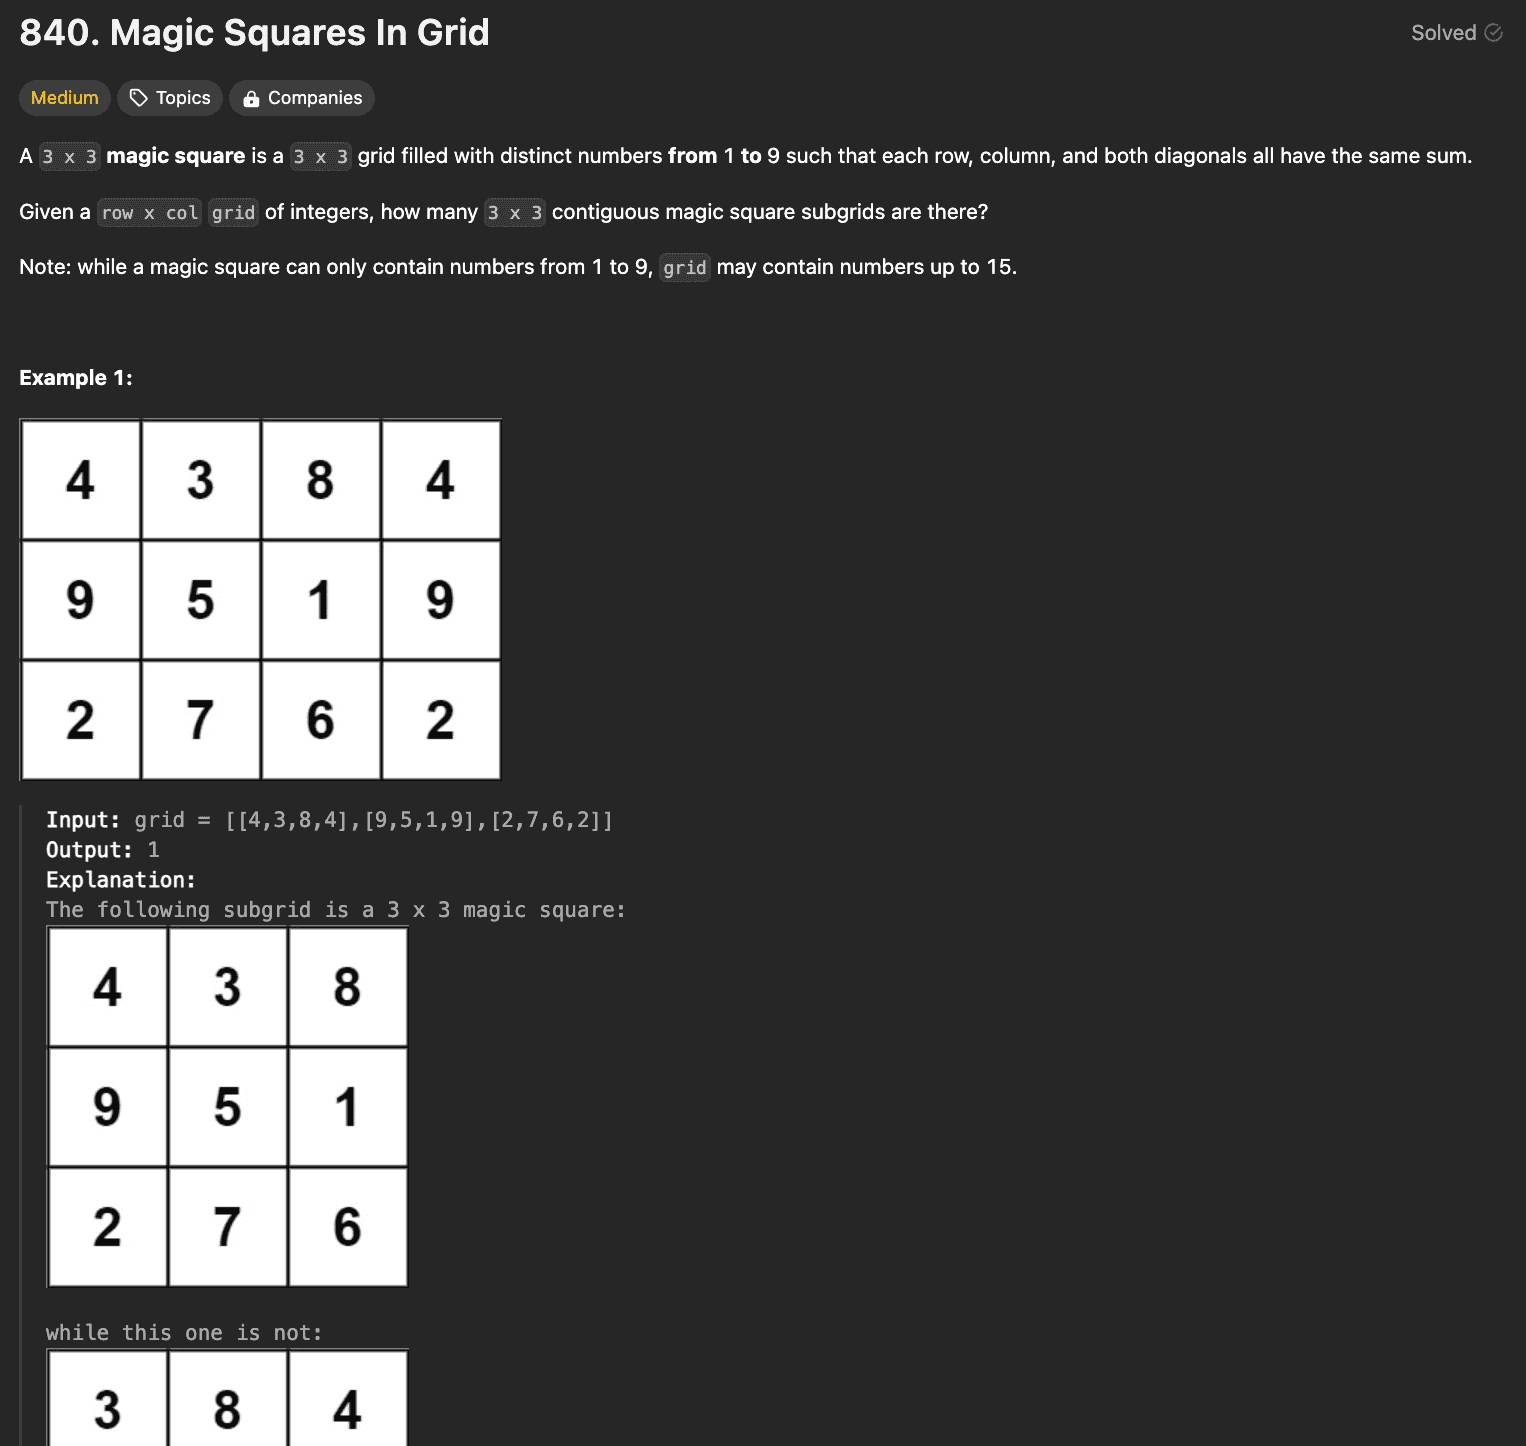 840. Magic Squares In Grid
Solved
Medium Topics Companies
A 3 x 3 magic square is a 3 x 3 grid filled with distinct numbers from 1 to 9 such that each row, column, and both diagonals all have the same sum.
Given a row x col grid of integers, how many 3 x 3 contiguous magic square subgrids are there?
Note: while a magic square can only contain numbers from 1 to 9, grid may contain numbers up to 15.
Example 1:
4 3 8 4
9 5 1 9
2 7 6 2
Input: grid = [[4,3,8,4],[9,5,1,9],[2,7,6,2]]
Output: 1
Explanation:
The following subgrid is a 3 x 3 magic square:
4 3 8
9 5 1
2 7 6
while this one is not:
3 8 4